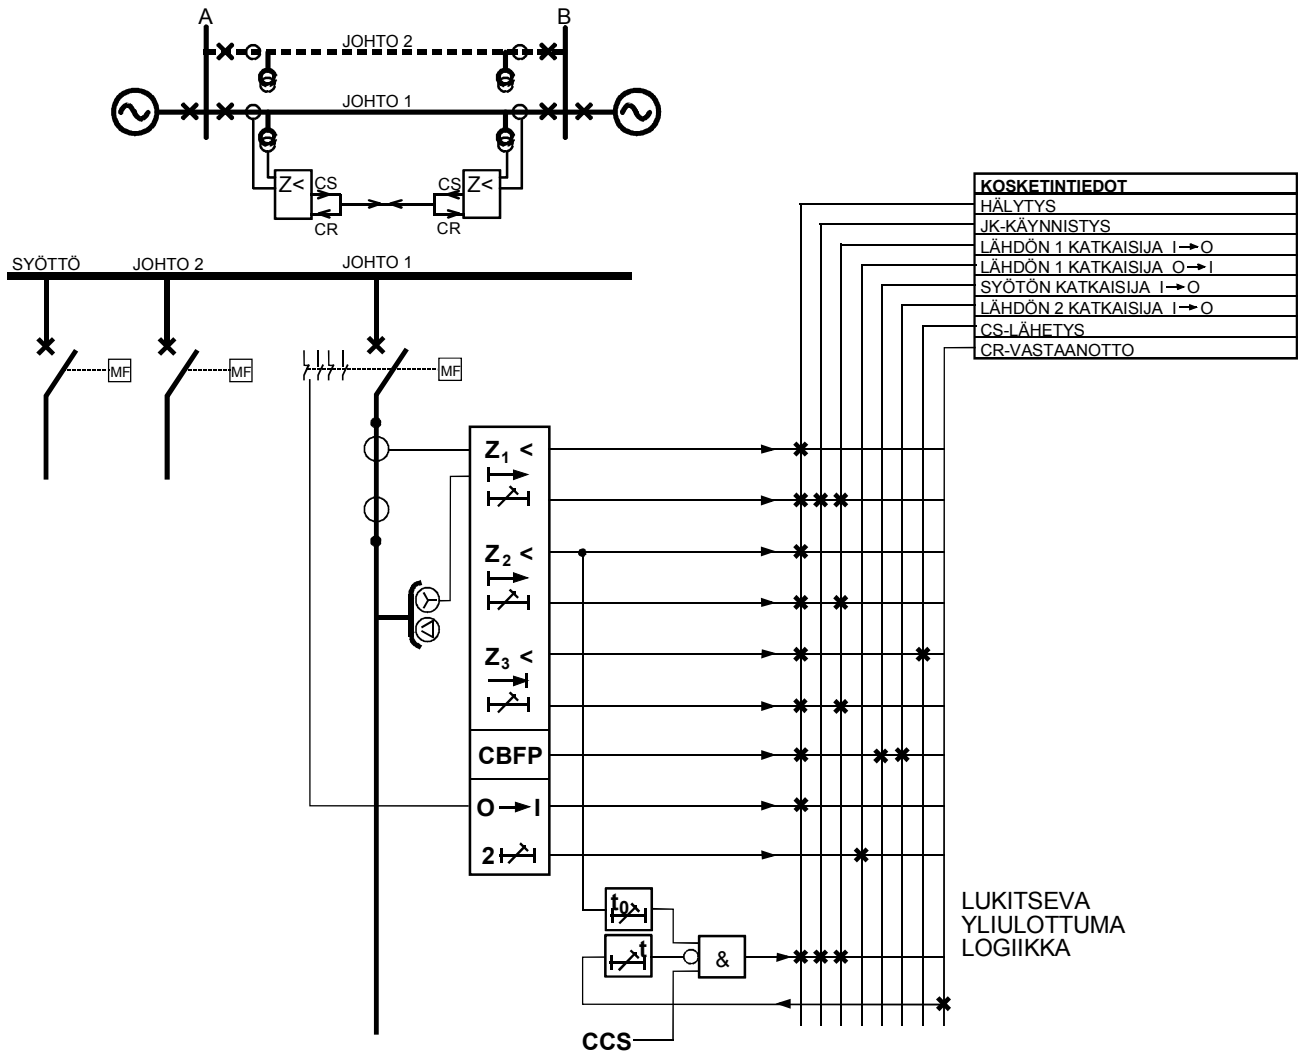 A
B
JOHTO 2
JOHTO 1
Z<
CS
CR
CS
Z<
CR
KOSKETINTIEDOT
HÄLYTYS
JK-KÄYNNISTYS
LÄHDÖN 1 KATKAISIJA I→O
LÄHDÖN 1 KATKAISIJA O→I
SYÖTÖN KATKAISIJA I→O
LÄHDÖN 2 KATKAISIJA I→O
CS-LÄHETYS
CR-VASTAANOTTO
SYÖTTÖ
JOHTO 2
JOHTO 1
MF
MF
MF
Z1 <
Z2 <
Z3 <
CBFP
O→I
2
t0
t
&
CCS
LUKITSEVA
YLIULOTTUMA
LOGIIKKA